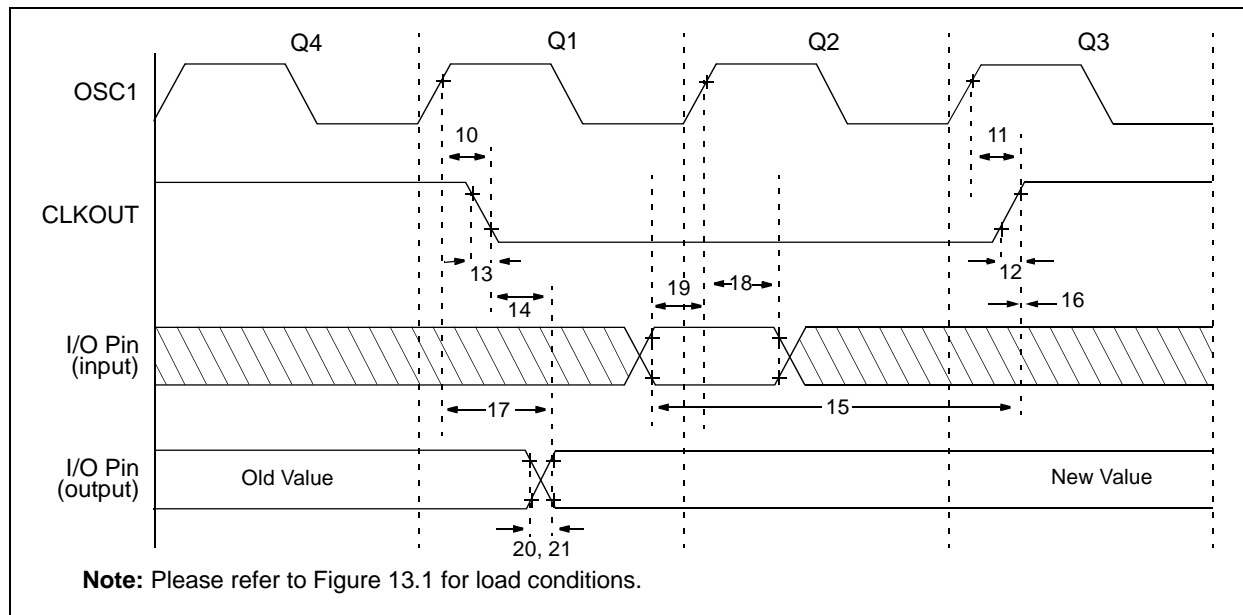 Q4 Q1 Q2 Q3
OSC1
10 11
CLKOUT
13 12
14 19 18 16
I/O Pin
(input)
17 15
I/O Pin
(output)
Old Value New Value
20, 21
Note: Please refer to Figure 13.1 for load conditions.